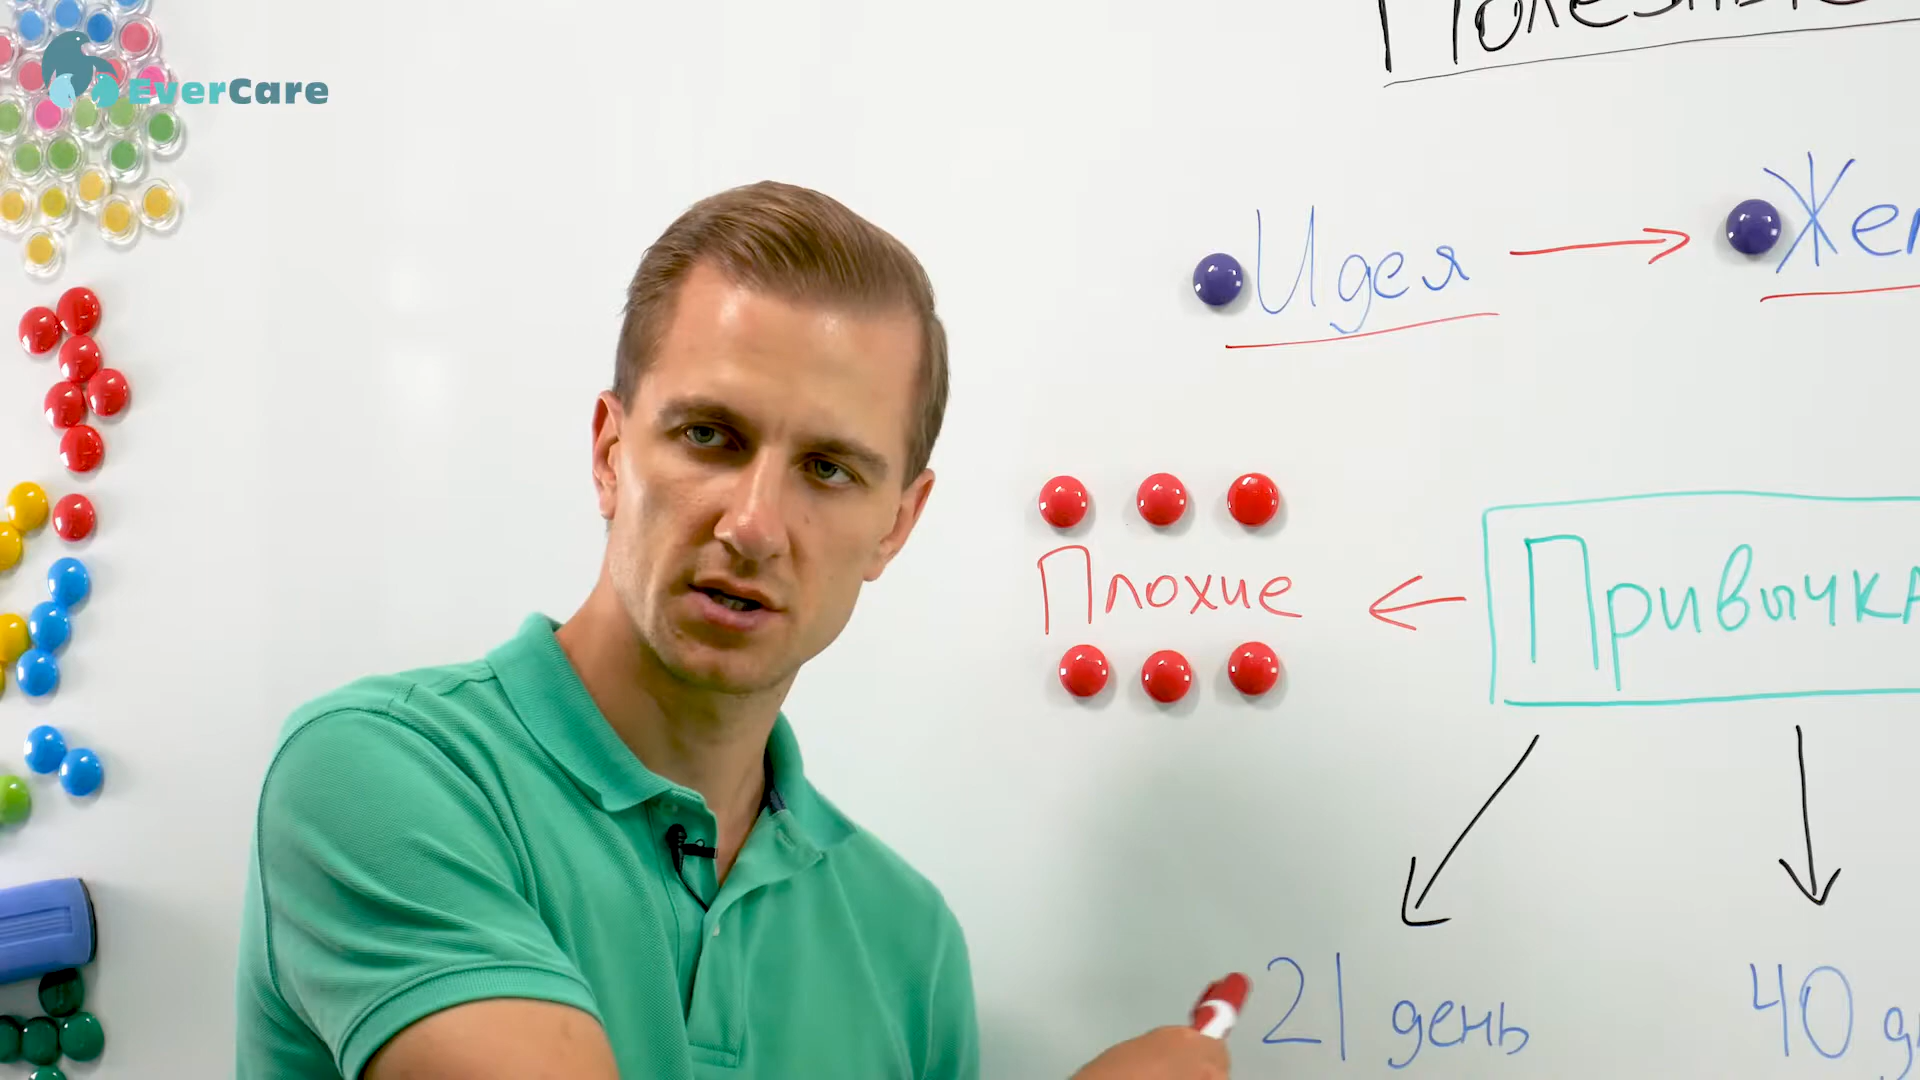 EverCare
Идея → 
Плохие ← Привычка
21 день
40